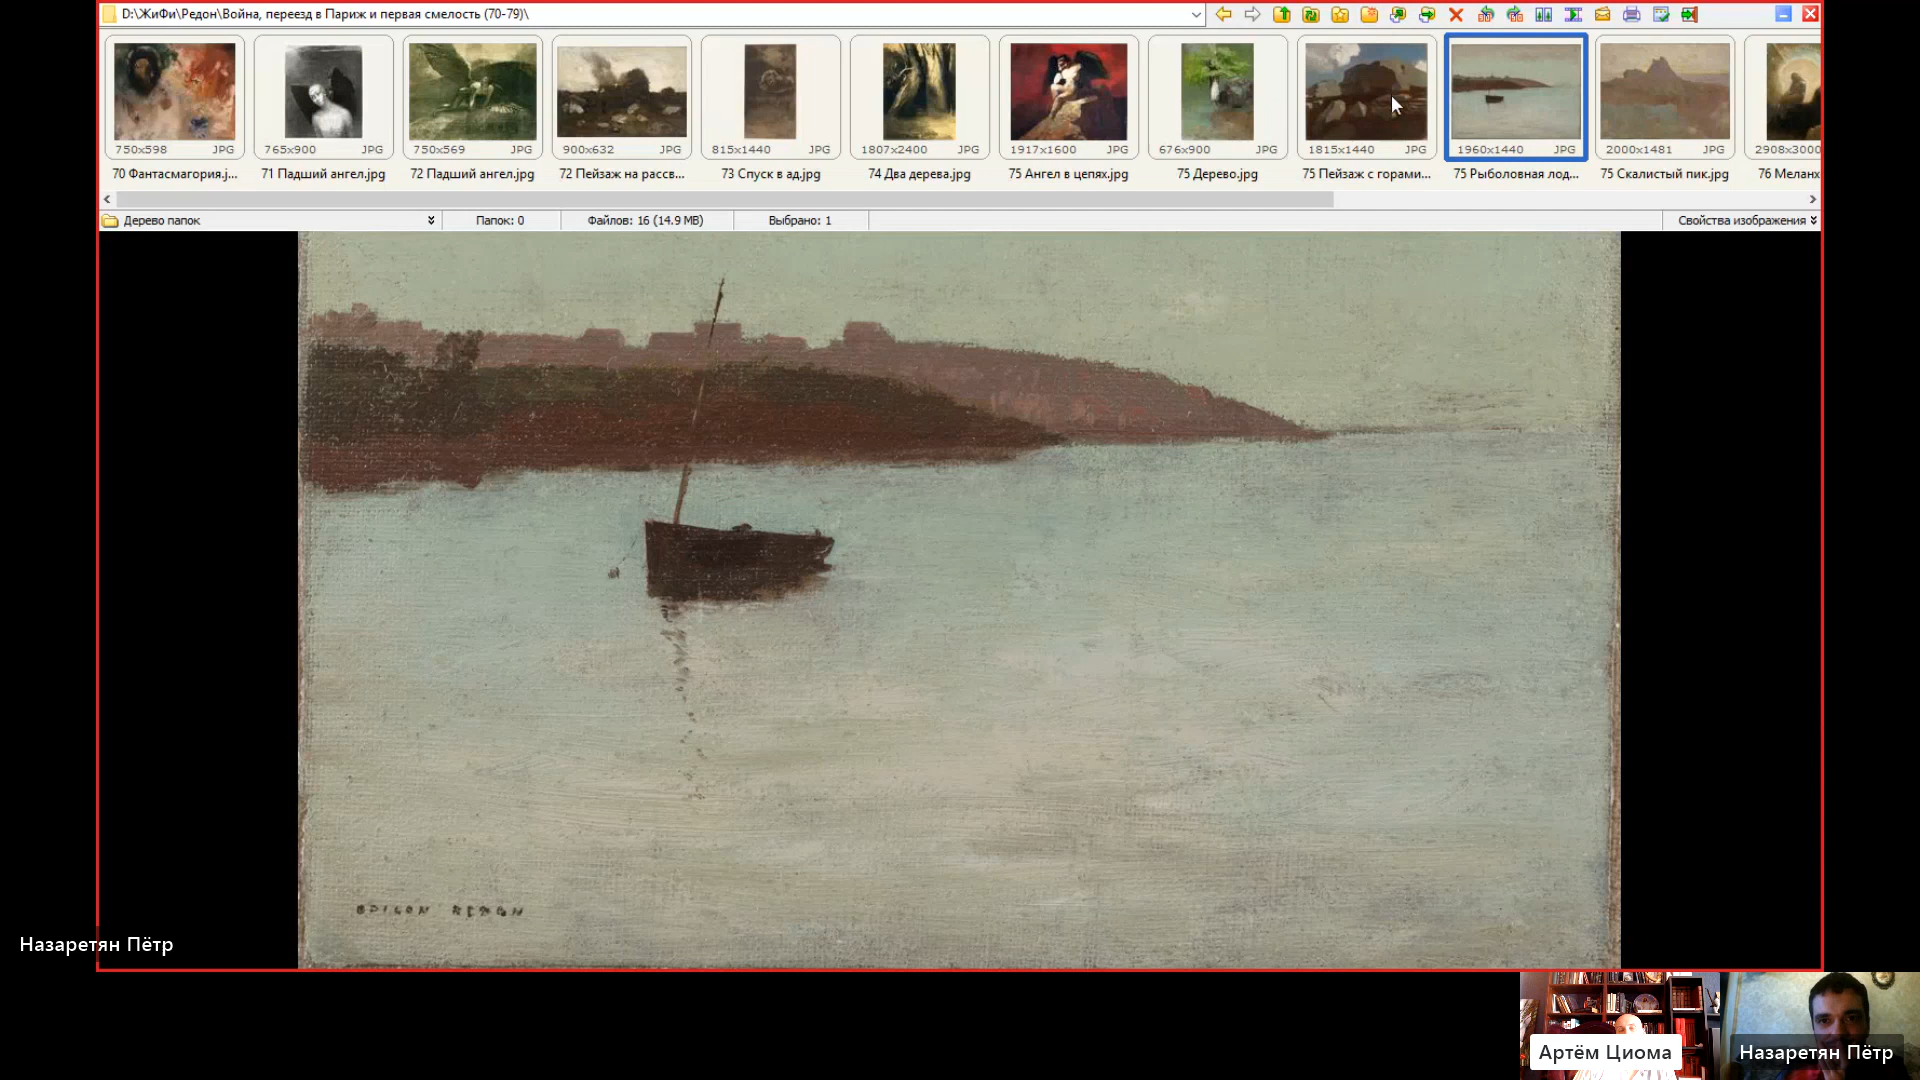 D:\ЖиФи\Редон\Война, переезд в Париж и первая смелость (70-79)\
750x598 JPG
765x900 JPG
750x569 JPG
900x632 JPG
815x1440 JPG
1807x2400 JPG
1917x1600 JPG
676x900 JPG
1815x1440 JPG
1960x1440 JPG
2000x1481 JPG
2908x3000
70 Фантасмагория.j...
71 Падший ангел.jpg
72 Падший ангел.jpg
72 Пейзаж на рассв...
73 Спуск в ад.jpg
74 Два дерева.jpg
75 Ангел в цепях.jpg
75 Дерево.jpg
75 Пейзаж с горами...
75 Рыболовная лод...
75 Скалистый пик.jpg
76 Меланх
Дерево папок
Папок: 0
Файлов: 16 (14.9 MB)
Выбрано: 1
Свойства изображения
ODILON REDON
Назаретян Пётр
Артём Циома
Назаретян Пётр